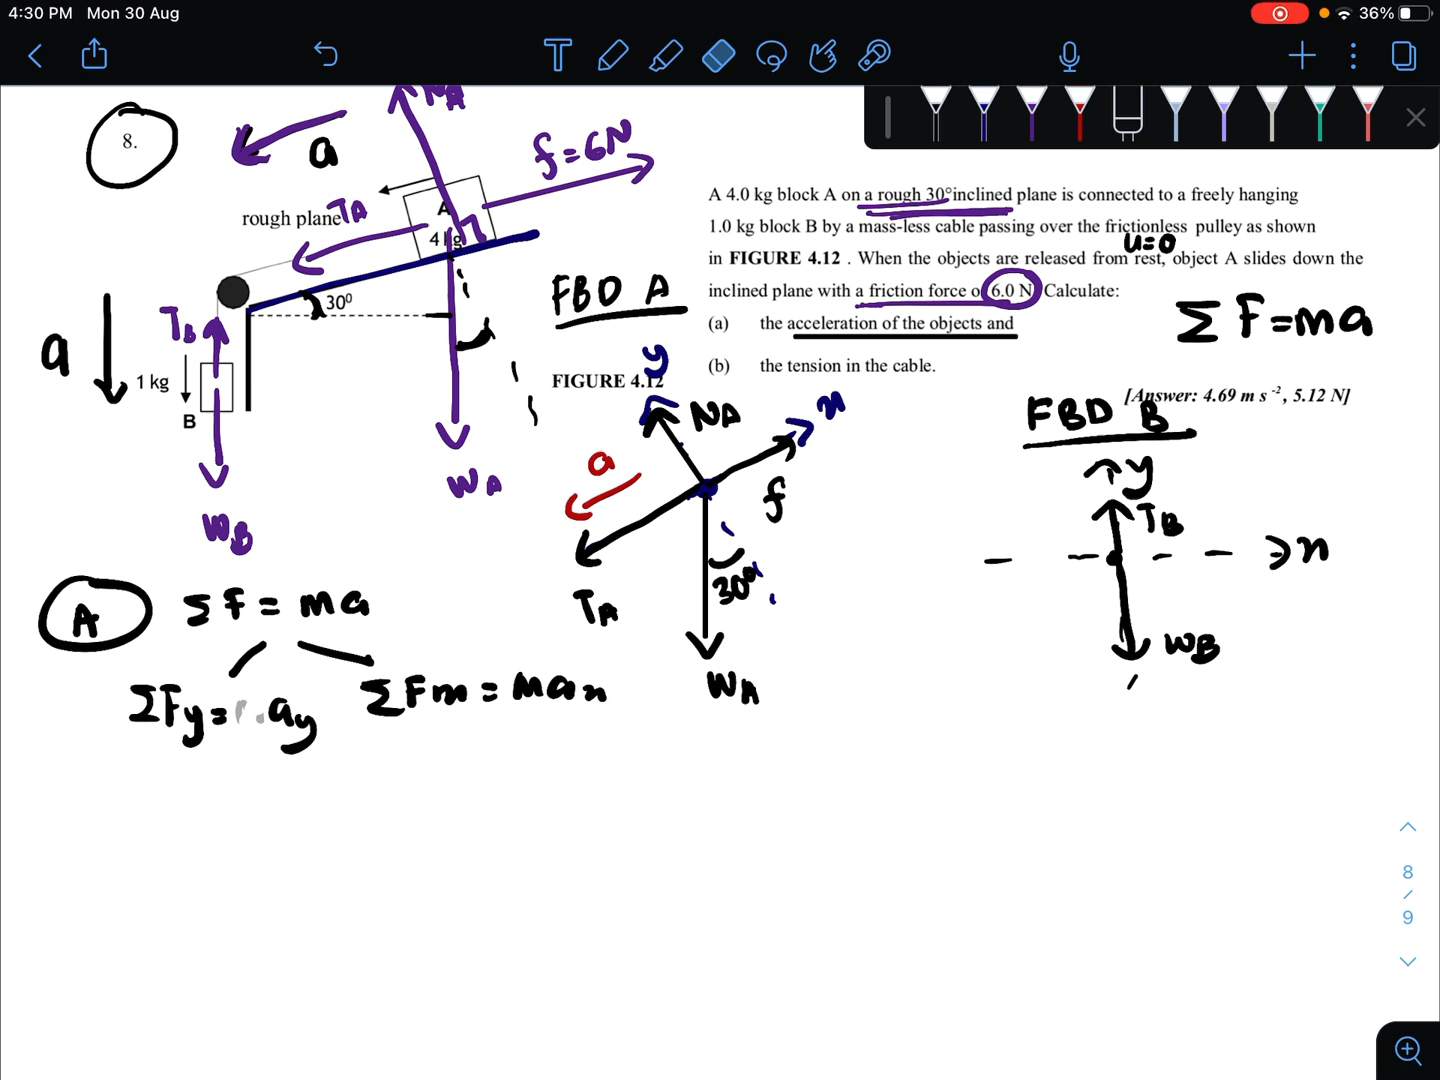 4:30 PM Mon 30 Aug
36%
8.
a
NA
f=6N
rough plane
TA
A
4 kg
30⁰
a
TB
1 kg
B
WB
WA
A 4.0 kg block A on a rough 30° inclined plane is connected to a freely hanging
1.0 kg block B by a mass-less cable passing over the frictionless pulley as shown
u=0
in FIGURE 4.12 . When the objects are released from rest, object A slides down the
inclined plane with a friction force of 6.0 N. Calculate:
(a) the acceleration of the objects and
(b) the tension in the cable.
[Answer: 4.69 m s⁻², 5.12 N]
Σ F=ma
FBD A
FIGURE 4.12
y
NA
x
a
f
TA
30°
WA
FBD B
y
TB
x
WB
A
ΣF = ma
ΣFy= ay
ΣFx = max
8
/
9